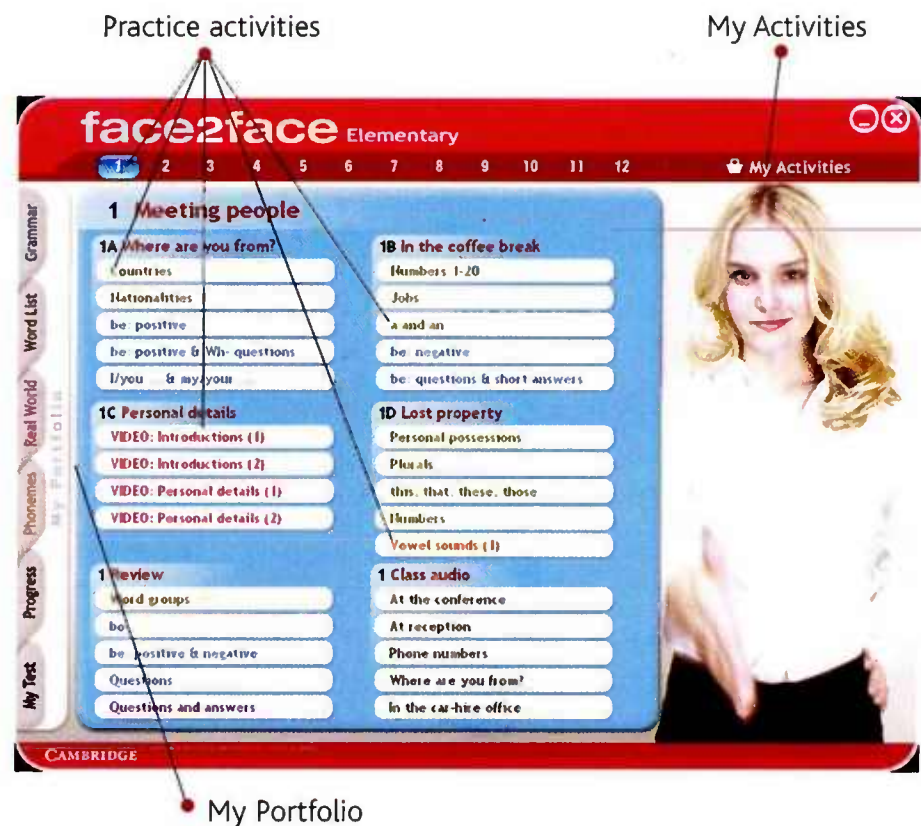 Practice activities
My Activities
face2face Elementary
1 2 3 4 5 6 7 8 9 10 11 12
My Activities
Grammar
Word List
Real World
Phonemes
Progress
My Test
My Portfolio
1 Meeting people
1A Where are you from?
Countries
Nationalities
be: positive
be: positive & Wh- questions
I/you & my/your
1B In the coffee break
Numbers 1-20
Jobs
a and an
be: negative
be: questions & short answers
1C Personal details
VIDEO: Introductions (1)
VIDEO: Introductions (2)
VIDEO: Personal details (1)
VIDEO: Personal details (2)
1D Lost property
Personal possessions
Plurals
this, that, these, those
Numbers
Vowel sounds (1)
1 Review
Word groups
be: positive & negative
Questions
Questions and answers
1 Class audio
At the conference
At reception
Phone numbers
Where are you from?
In the car-hire office
CAMBRIDGE
My Portfolio